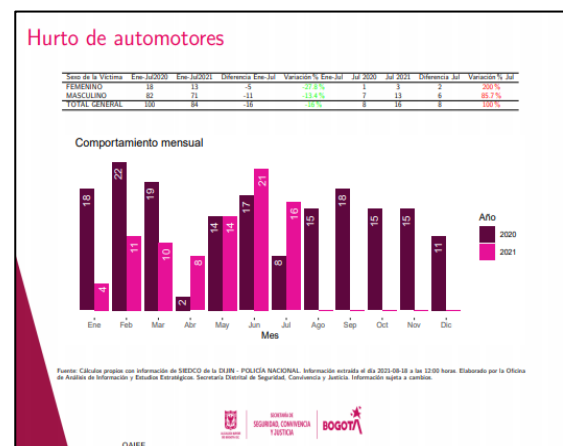 Hurto de automotores
Sexo de la Víctima Ene-Jul2020 Ene-Jul2021 Diferencia Ene-Jul Variación % Ene-Jul Jul 2020 Jul 2021 Diferencia Jul Variación % Jul
FEMENINO 18 13 -5 -27.8 % 1 3 2 200 %
MASCULINO 82 71 -11 -13.4 % 7 13 6 85.7 %
TOTAL GENERAL 100 84 -16 -16 % 8 16 8 100 %
Comportamiento mensual
18 4 22 11 19 10 2 8 14 14 17 21 8 16 15 18 15 15 11
Año
2020
2021
Ene Feb Mar Abr May Jun Jul Ago Sep Oct Nov Dic
Mes
Fuente: Cálculos propios con información de SIEDCO de la DIJIN - POLICÍA NACIONAL. Información extraída el día 2021-08-18 a las 12:00 horas. Elaborado por la Oficina
de Análisis de Información y Estudios Estratégicos. Secretaría Distrital de Seguridad, Convivencia y Justicia. Información sujeta a cambios.
SECRETARÍA DE
SEGURIDAD, CONVIVENCIA
Y JUSTICIA
BOGOTÁ